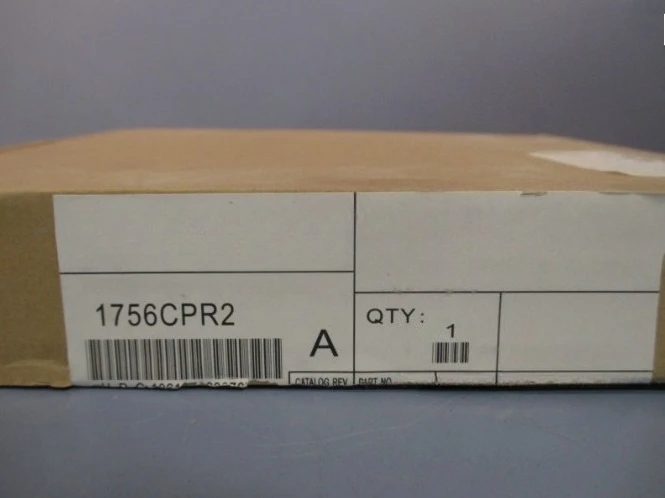 1756CPR2
A
QTY: 1
CATALOG REV
PART NO